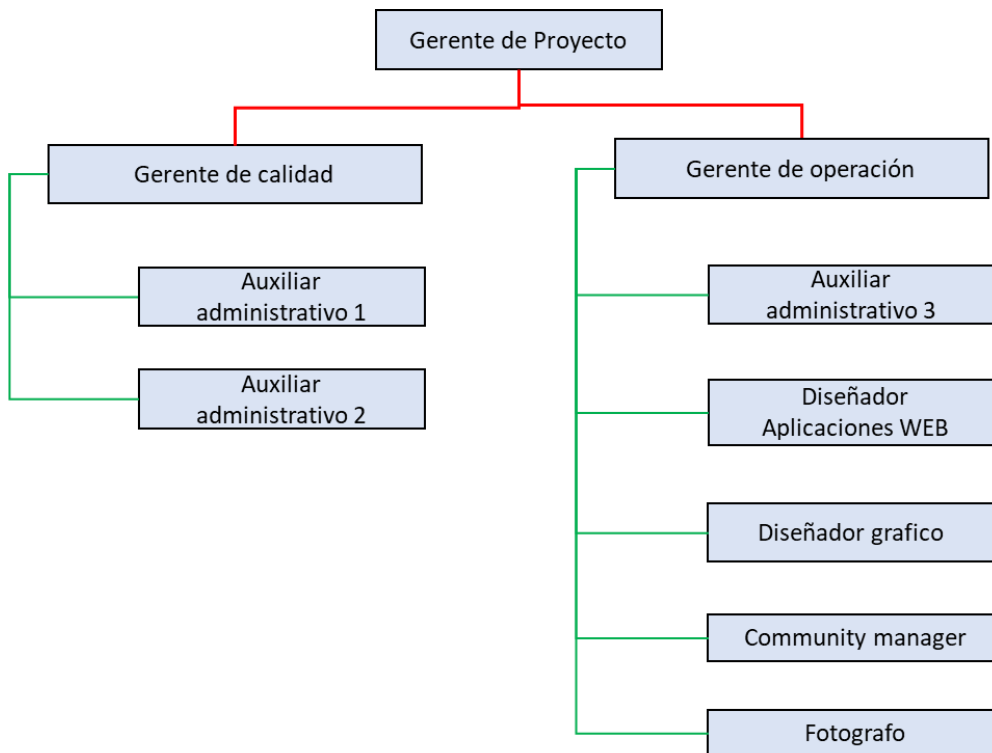 Gerente de Proyecto
Gerente de calidad
Auxiliar
administrativo 1
Auxiliar
administrativo 2
Gerente de operación
Auxiliar
administrativo 3
Diseñador
Aplicaciones WEB
Diseñador grafico
Community manager
Fotografo